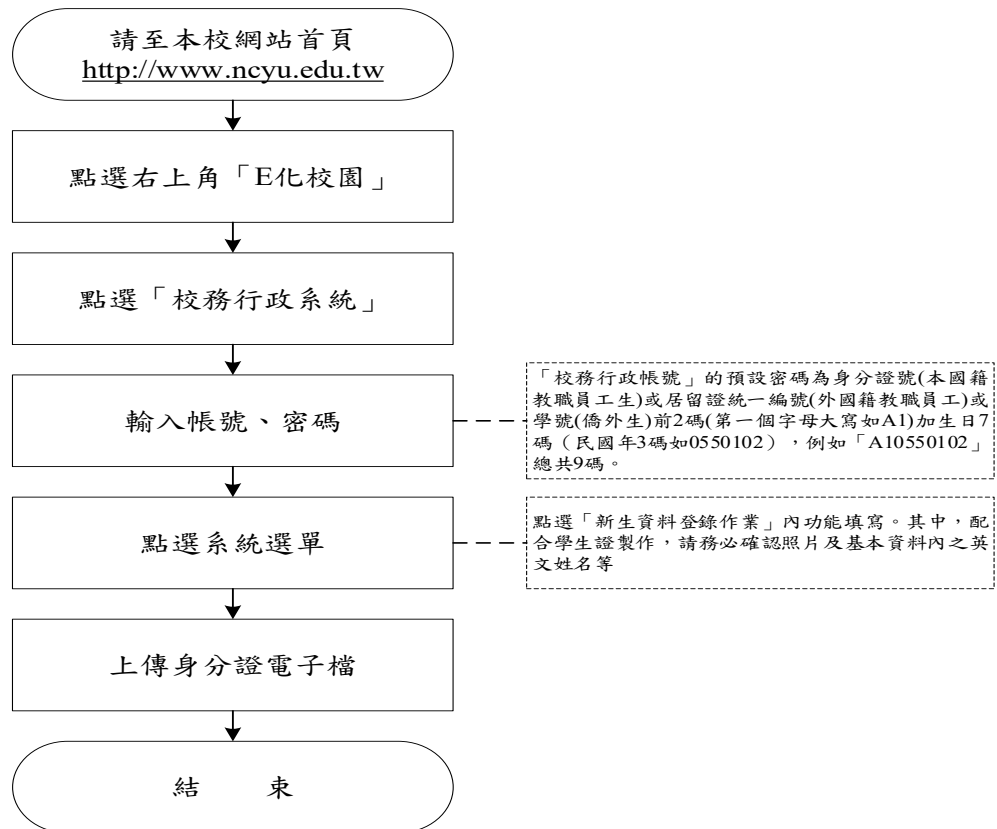 請至本校網站首頁
http://www.ncyu.edu.tw
點選右上角「E化校園」
點選「校務行政系統」
輸入帳號、密碼
「校務行政帳號」的預設密碼為身分證號(本國籍
教職員工生)或居留證統一編號(外國籍教職員工)或
學號(僑外生)前2碼(第一個字母大寫如A1)加生日7
碼（民國年3碼如0550102），例如「A10550102」
總共9碼。
點選系統選單
點選「新生資料登錄作業」內功能填寫。其中，配
合學生證製作，請務必確認照片及基本資料內之英
文姓名等
上傳身分證電子檔
結　　束